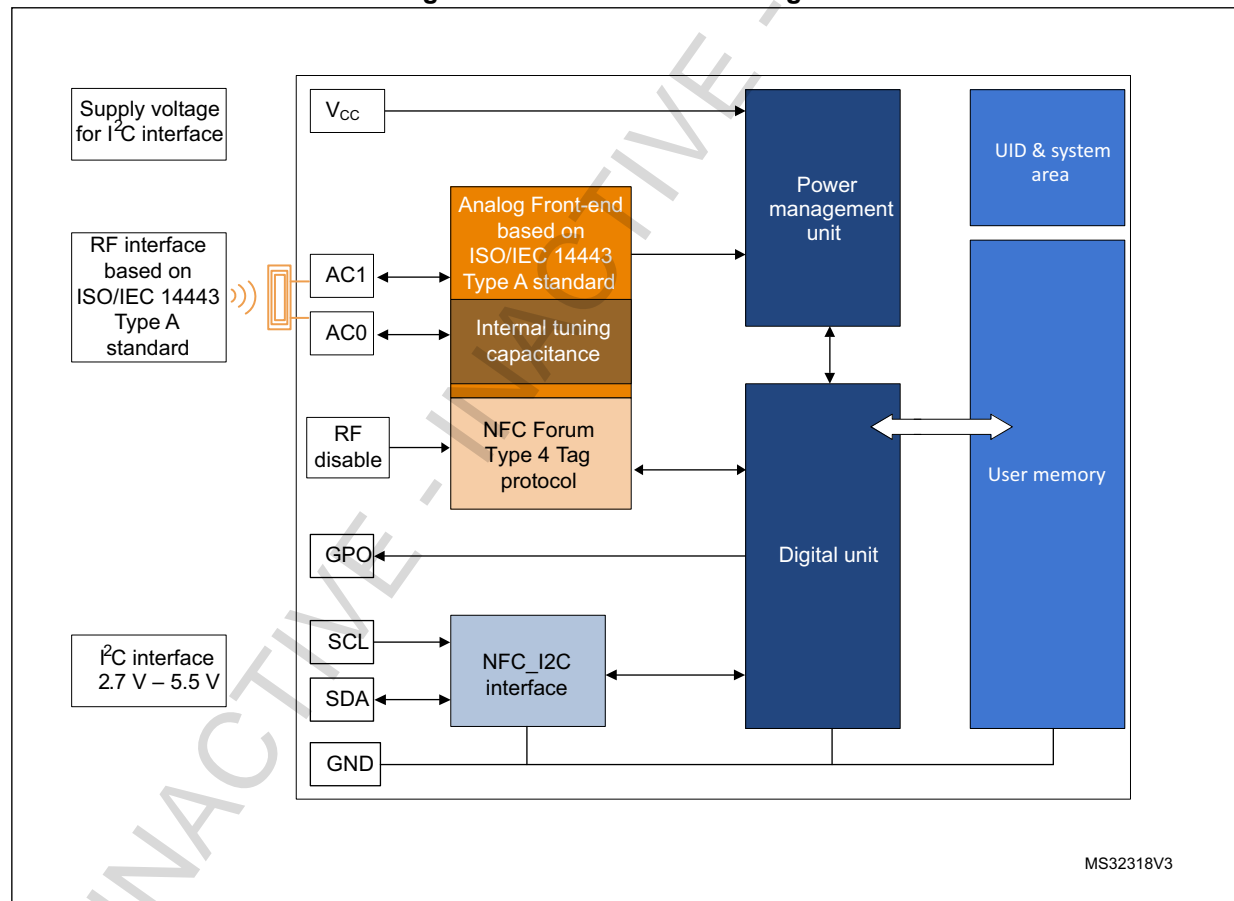 Supply voltage
for I²C interface
V_CC
Power
management
unit
UID & system
area
Analog Front-end
based on
ISO/IEC 14443
Type A standard
RF interface
based on
ISO/IEC 14443
Type A
standard
AC1
AC0
Internal tuning
capacitance
RF
disable
NFC Forum
Type 4 Tag
protocol
User memory
GPO
Digital unit
I²C interface
2.7 V – 5.5 V
SCL
SDA
NFC_I2C
interface
GND
MS32318V3
INACTIVE - INACTIVE -